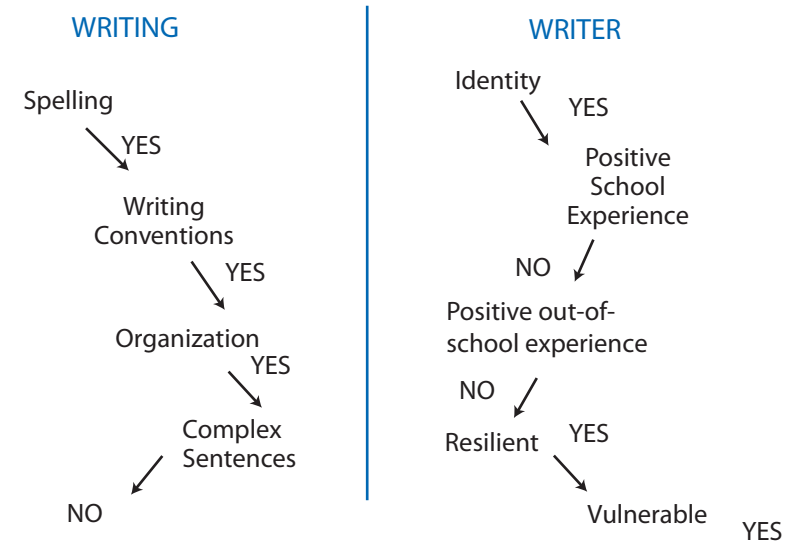 WRITING
Spelling
YES
Writing
Conventions
YES
Organization
YES
Complex
Sentences
NO
WRITER
Identity
YES
Positive
School
Experience
NO
Positive out-of-
school experience
NO
Resilient
YES
Vulnerable
YES